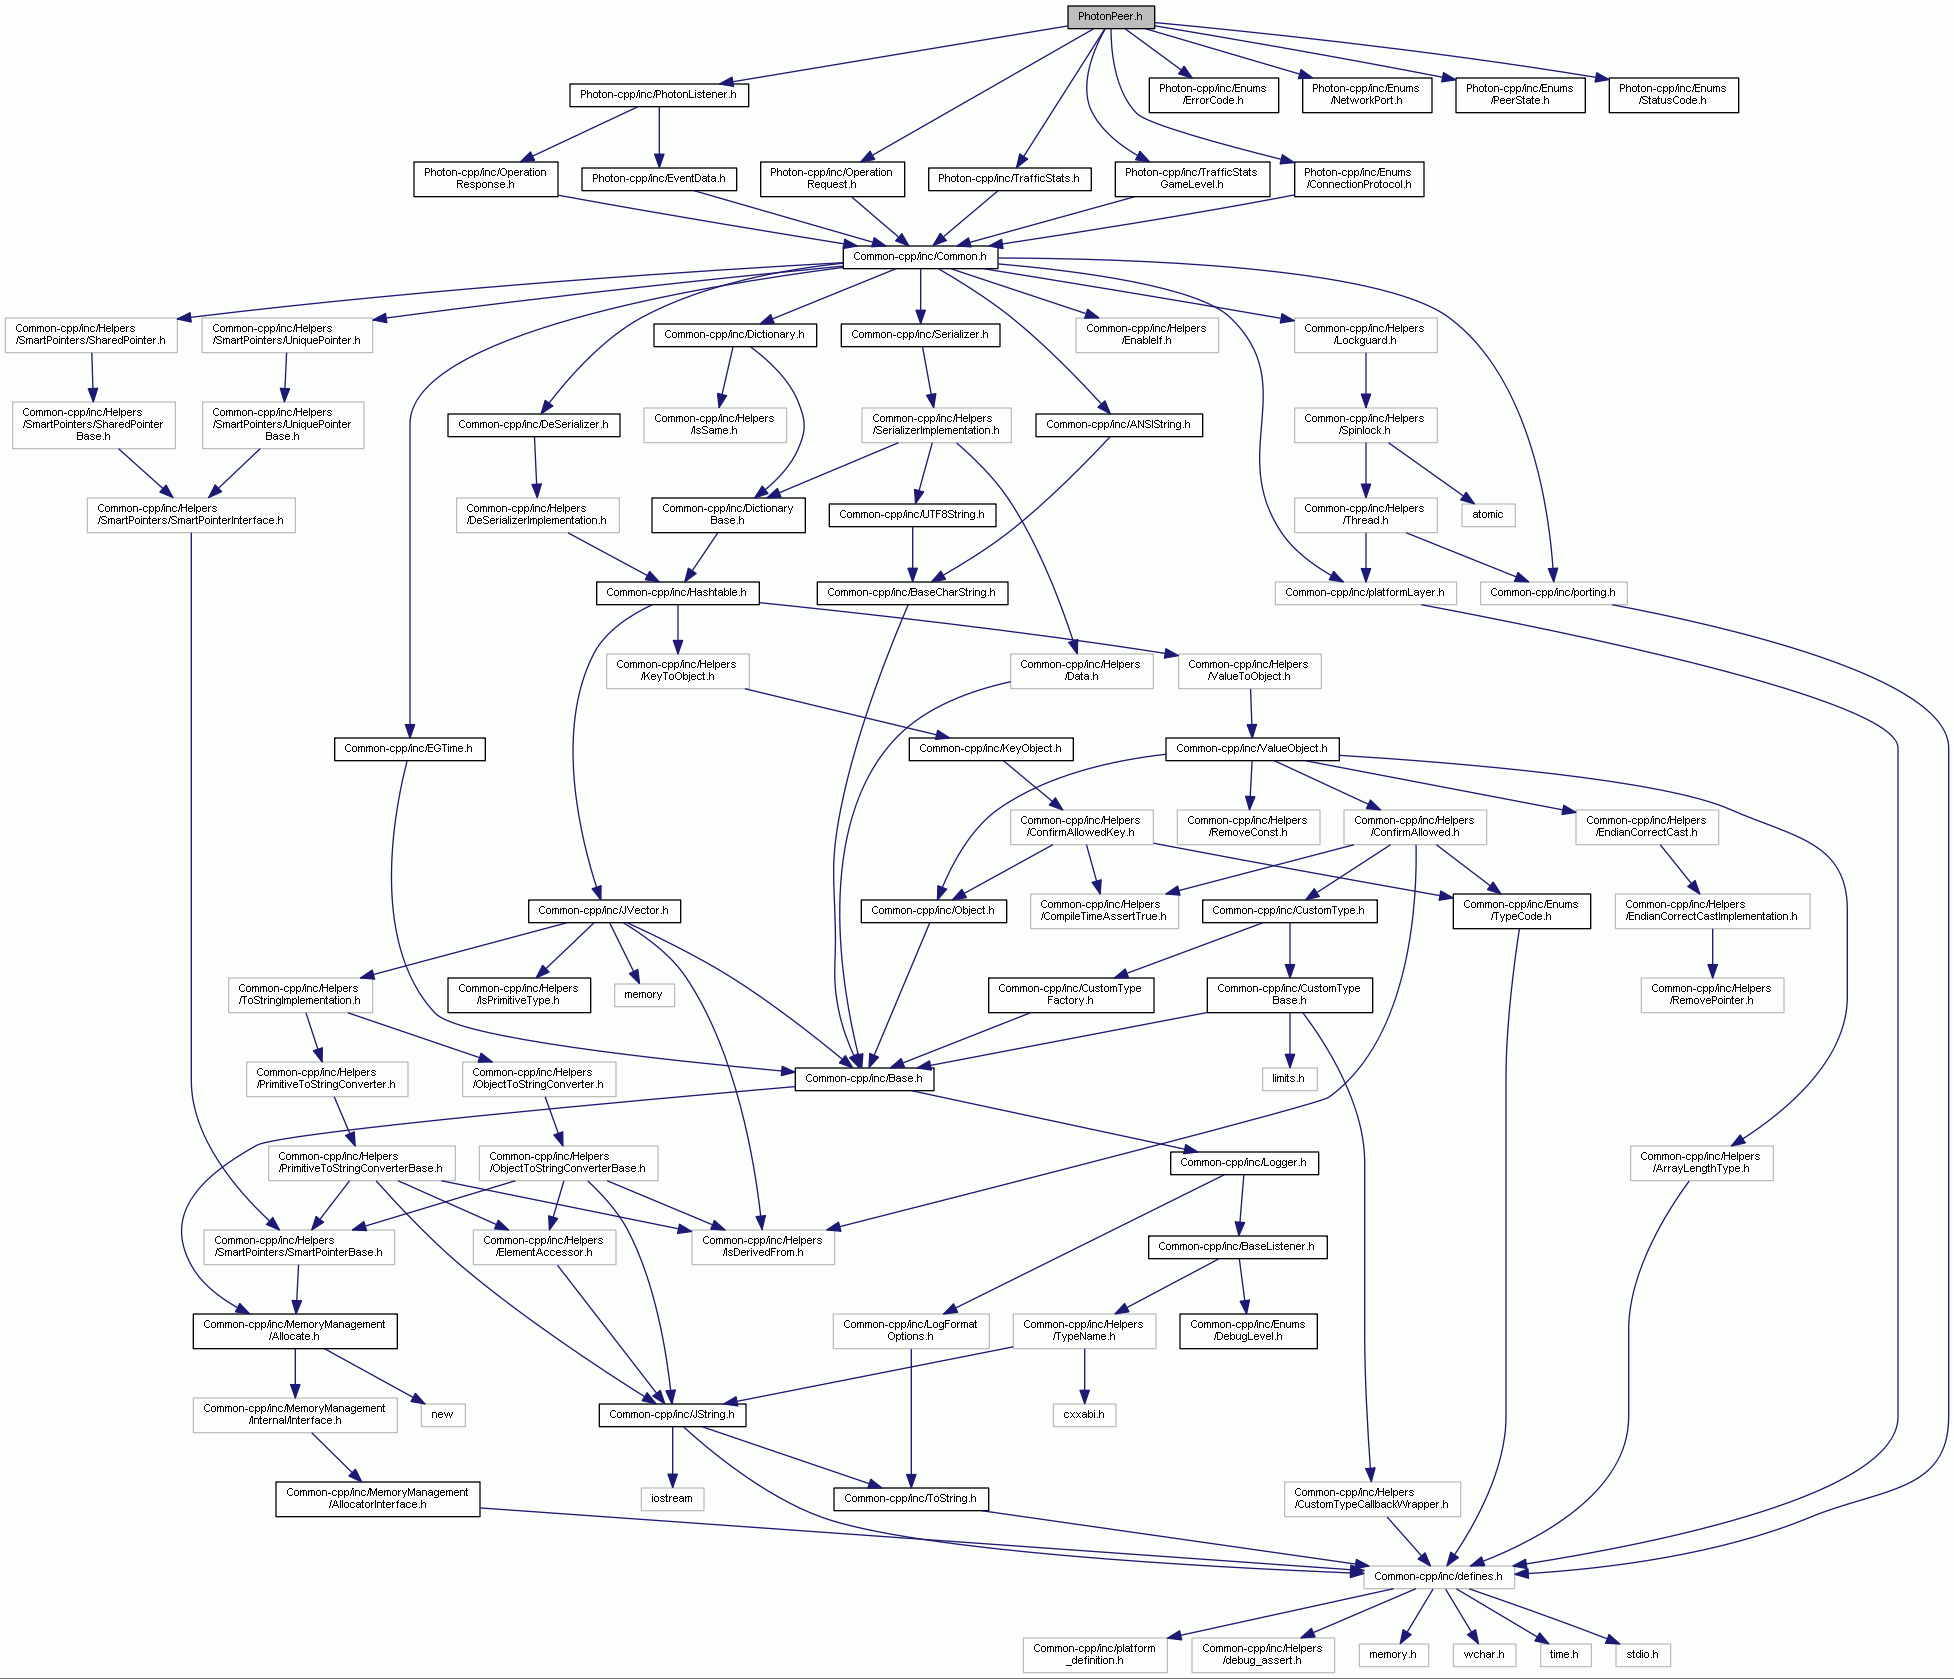 PhotonPeer.h
Photon-cpp/inc/PhotonListener.h
Photon-cpp/inc/Enums
/ErrorCode.h
Photon-cpp/inc/Enums
/NetworkPort.h
Photon-cpp/inc/Enums
/PeerState.h
Photon-cpp/inc/Enums
/StatusCode.h
Photon-cpp/inc/Operation
Response.h
Photon-cpp/inc/EventData.h
Photon-cpp/inc/Operation
Request.h
Photon-cpp/inc/TrafficStats.h
Photon-cpp/inc/TrafficStats
GameLevel.h
Photon-cpp/inc/Enums
/ConnectionProtocol.h
Common-cpp/inc/Common.h
Common-cpp/inc/Helpers
/SmartPointers/SharedPointer.h
Common-cpp/inc/Helpers
/SmartPointers/UniquePointer.h
Common-cpp/inc/Dictionary.h
Common-cpp/inc/Serializer.h
Common-cpp/inc/Helpers
/EnableIf.h
Common-cpp/inc/Helpers
/Lockguard.h
Common-cpp/inc/Helpers
/SmartPointers/SharedPointer
Base.h
Common-cpp/inc/Helpers
/SmartPointers/UniquePointer
Base.h
Common-cpp/inc/DeSerializer.h
Common-cpp/inc/Helpers
/IsSame.h
Common-cpp/inc/Helpers
/SerializerImplementation.h
Common-cpp/inc/ANSIString.h
Common-cpp/inc/Helpers
/Spinlock.h
Common-cpp/inc/Helpers
/SmartPointers/SmartPointerInterface.h
Common-cpp/inc/Helpers
/DeSerializerImplementation.h
Common-cpp/inc/Dictionary
Base.h
Common-cpp/inc/UTF8String.h
Common-cpp/inc/Helpers
/Thread.h
atomic
Common-cpp/inc/Hashtable.h
Common-cpp/inc/BaseCharString.h
Common-cpp/inc/platformLayer.h
Common-cpp/inc/porting.h
Common-cpp/inc/Helpers
/KeyToObject.h
Common-cpp/inc/Helpers
/Data.h
Common-cpp/inc/Helpers
/ValueToObject.h
Common-cpp/inc/EGTime.h
Common-cpp/inc/KeyObject.h
Common-cpp/inc/ValueObject.h
Common-cpp/inc/Helpers
/ConfirmAllowedKey.h
Common-cpp/inc/Helpers
/RemoveConst.h
Common-cpp/inc/Helpers
/ConfirmAllowed.h
Common-cpp/inc/Helpers
/EndianCorrectCast.h
Common-cpp/inc/JVector.h
Common-cpp/inc/Object.h
Common-cpp/inc/Helpers
/CompileTimeAssertTrue.h
Common-cpp/inc/CustomType.h
Common-cpp/inc/Enums
/TypeCode.h
Common-cpp/inc/Helpers
/EndianCorrectCastImplementation.h
Common-cpp/inc/Helpers
/ToStringImplementation.h
Common-cpp/inc/Helpers
/IsPrimitiveType.h
memory
Common-cpp/inc/CustomType
Factory.h
Common-cpp/inc/CustomType
Base.h
Common-cpp/inc/Helpers
/RemovePointer.h
Common-cpp/inc/Helpers
/PrimitiveToStringConverter.h
Common-cpp/inc/Helpers
/ObjectToStringConverter.h
Common-cpp/inc/Base.h
limits.h
Common-cpp/inc/Helpers
/PrimitiveToStringConverterBase.h
Common-cpp/inc/Helpers
/ObjectToStringConverterBase.h
Common-cpp/inc/Logger.h
Common-cpp/inc/Helpers
/ArrayLengthType.h
Common-cpp/inc/Helpers
/SmartPointers/SmartPointerBase.h
Common-cpp/inc/Helpers
/ElementAccessor.h
Common-cpp/inc/Helpers
/IsDerivedFrom.h
Common-cpp/inc/BaseListener.h
Common-cpp/inc/MemoryManagement
/Allocate.h
Common-cpp/inc/LogFormat
Options.h
Common-cpp/inc/Helpers
/TypeName.h
Common-cpp/inc/Enums
/DebugLevel.h
Common-cpp/inc/MemoryManagement
/Internal/Interface.h
new
Common-cpp/inc/JString.h
cxxabi.h
Common-cpp/inc/MemoryManagement
/AllocatorInterface.h
iostream
Common-cpp/inc/ToString.h
Common-cpp/inc/Helpers
/CustomTypeCallbackWrapper.h
Common-cpp/inc/defines.h
Common-cpp/inc/platform
_definition.h
Common-cpp/inc/Helpers
/debug_assert.h
memory.h
wchar.h
time.h
stdio.h